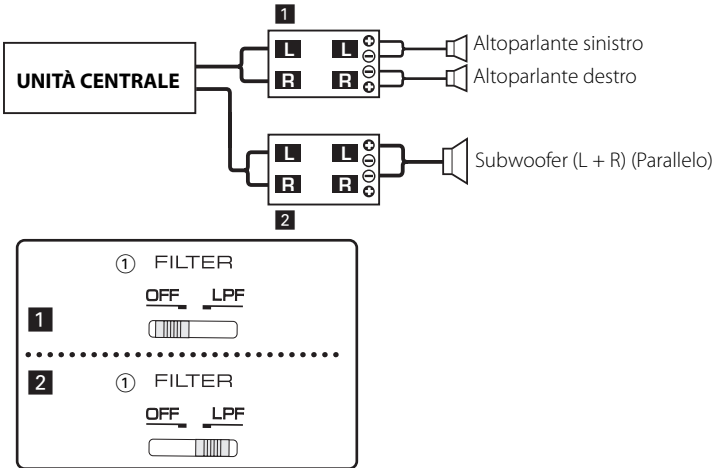 1
L L ⊕
⊖
R R ⊖
⊕
Altoparlante sinistro
Altoparlante destro
UNITÀ CENTRALE
L L ⊕
⊖
R R ⊖
⊕
Subwoofer (L + R) (Parallelo)
2
① FILTER
OFF LPF
1
2 ① FILTER
OFF LPF